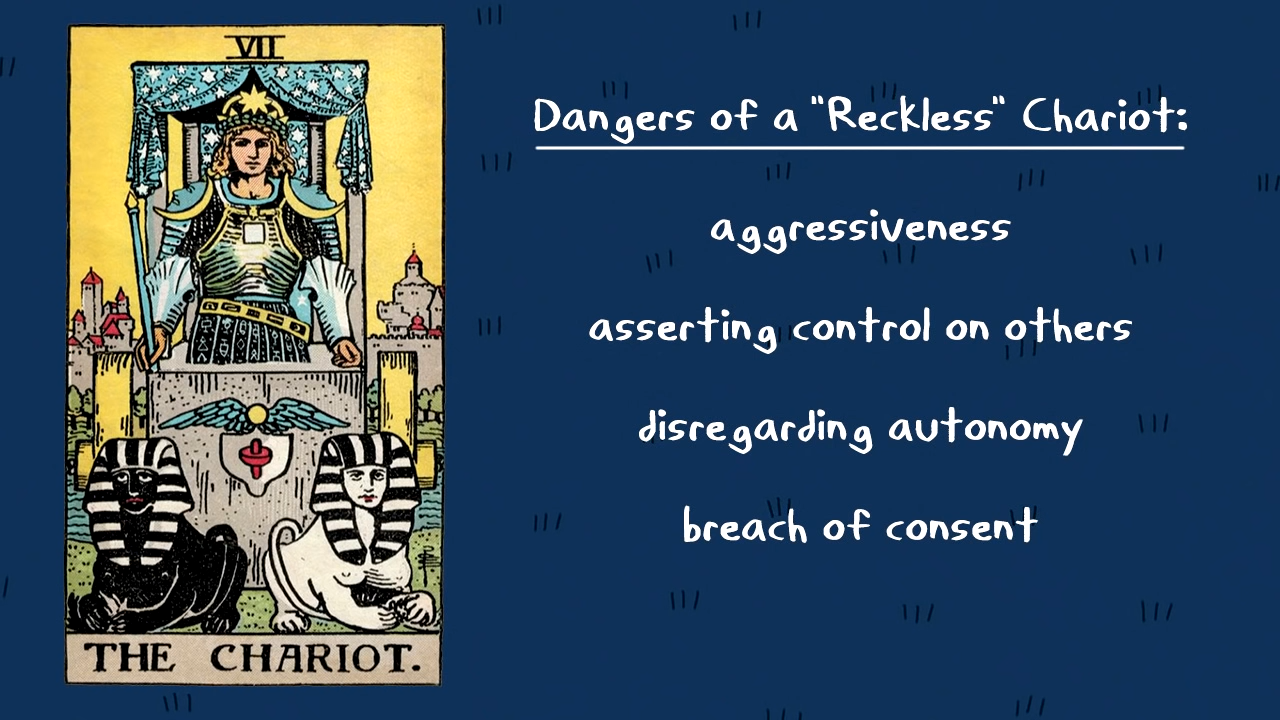 VII
THE CHARIOT.
Dangers of a "Reckless" Chariot:
aggressiveness
asserting control on others
disregarding autonomy
breach of consent